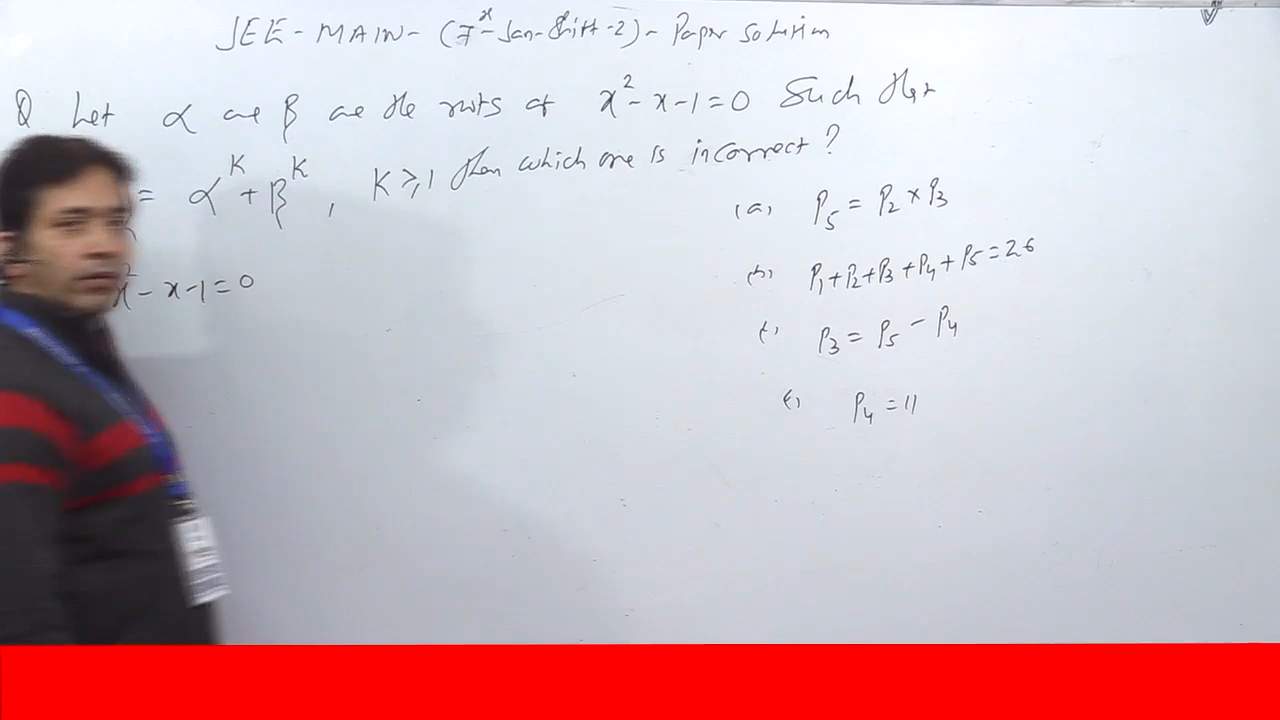 JEE-MAIN- (7- Jan-Shift-2)- Paper Solution
Q Let α are β are the roots of x²-x-1=0 Such that
= α^K + β^K , K≥1 then which one is incorrect?
(a) P₅ = P₂ × P₃
x² - x-1=0
(b) P₁+P₂+P₃+P₄+P₅=26
P₃ = P₅ - P₄
P₄ = 11